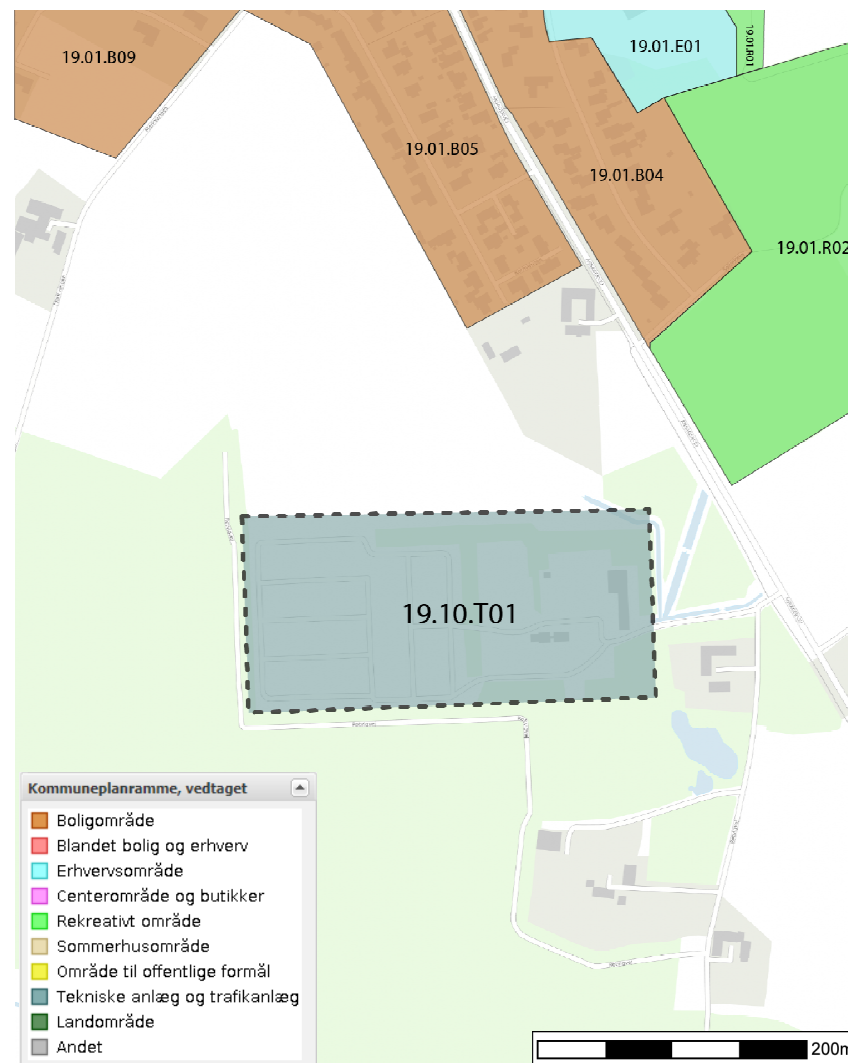 19.01.B09
19.01.E01
19.01.R01
19.01.B05
19.01.B04
19.01.R02
19.10.T01
Kommuneplanramme, vedtaget
Boligområde
Blandet bolig og erhverv
Erhvervsområde
Centerområde og butikker
Rekreativt område
Sommerhusområde
Område til offentlige formål
Tekniske anlæg og trafikanlæg
Landområde
Andet
200m